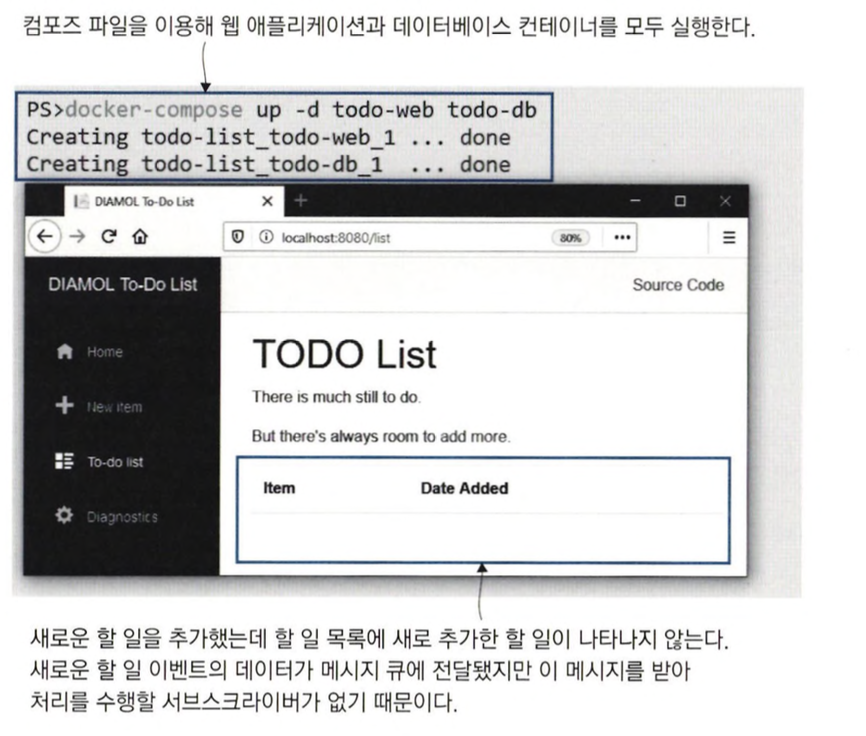 컴포즈 파일을 이용해 웹 애플리케이션과 데이터베이스 컨테이너를 모두 실행한다.
PS>docker-compose up -d todo-web todo-db
Creating todo-list_todo-web_1 ... done
Creating todo-list_todo-db_1 ... done
DIAMOL To-Do List
localhost:8080/list
80%
DIAMOL To-Do List
Source Code
Home
New item
To-do list
Diagnostics
TODO List
There is much still to do.
But there's always room to add more.
Item Date Added
새로운 할 일을 추가했는데 할 일 목록에 새로 추가한 할 일이 나타나지 않는다.
새로운 할 일 이벤트의 데이터가 메시지 큐에 전달됐지만 이 메시지를 받아
처리를 수행할 서브스크라이버가 없기 때문이다.